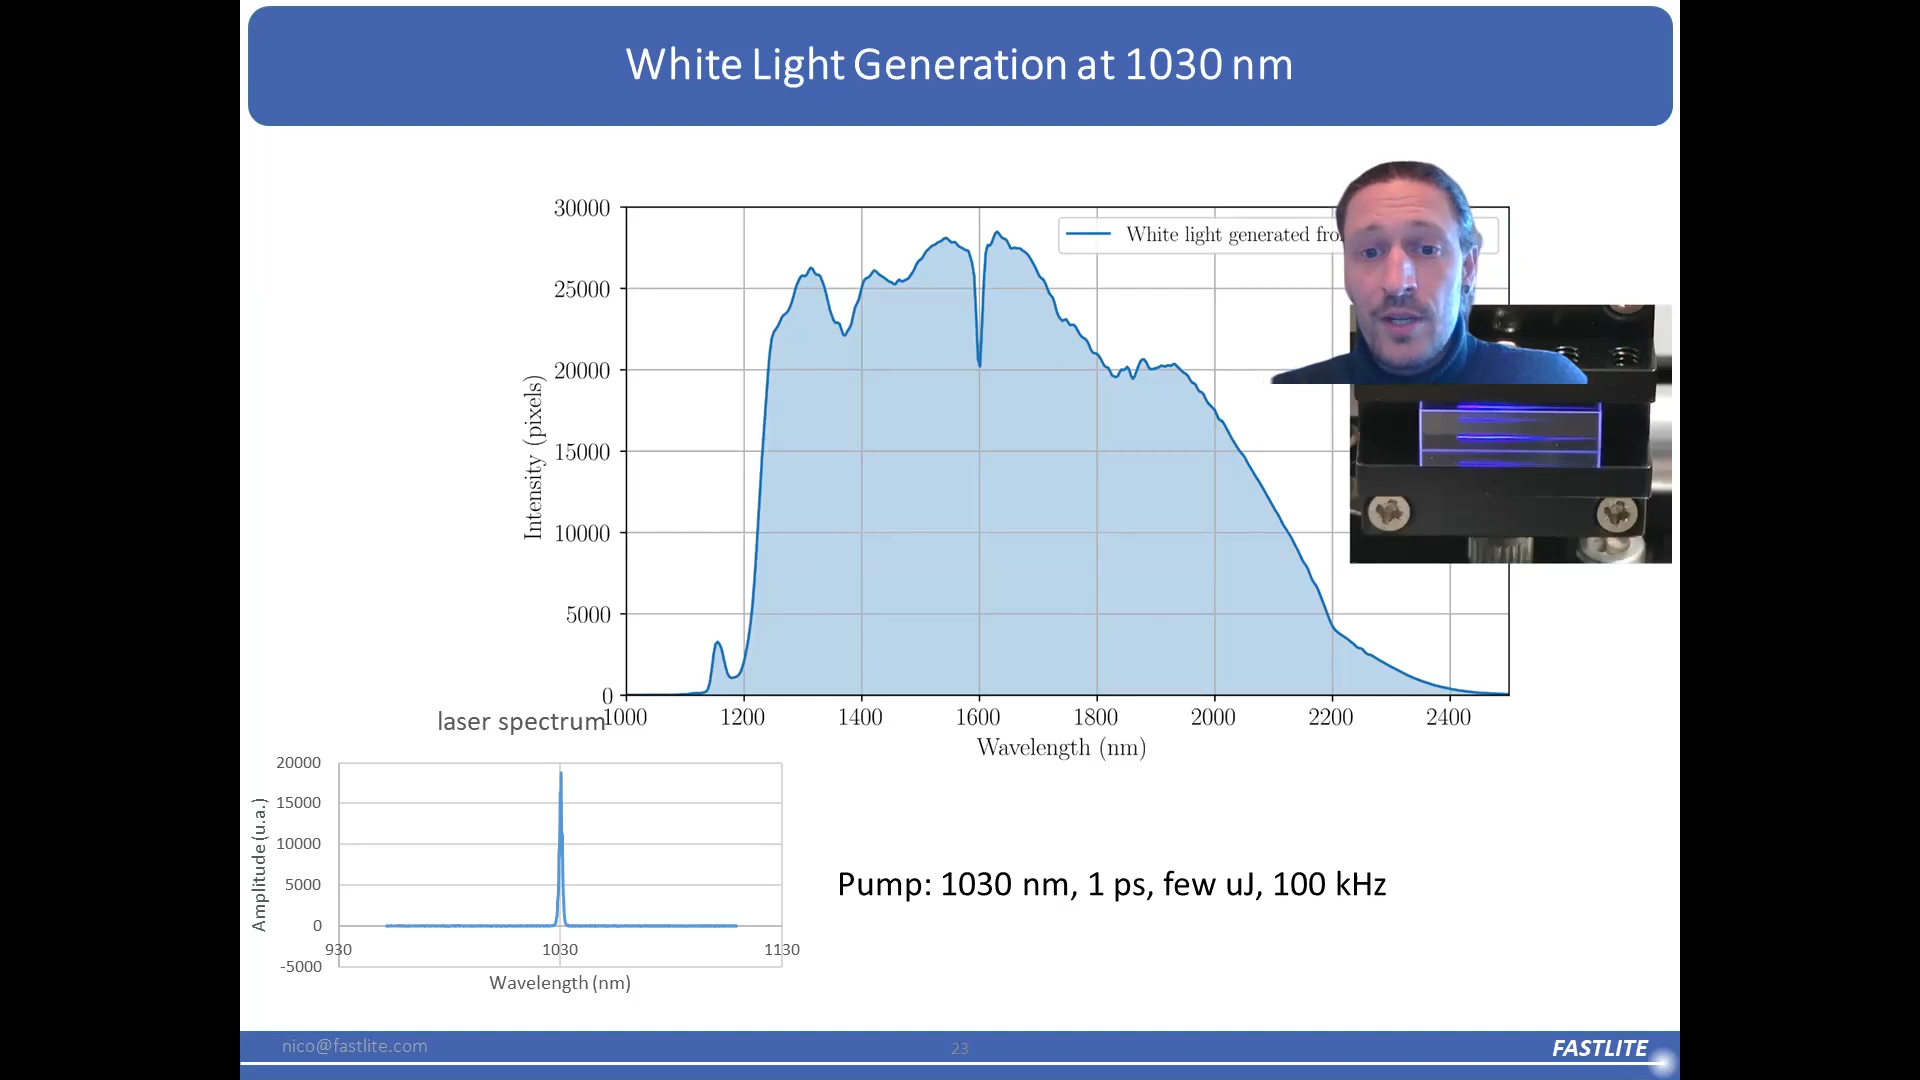 White Light Generation at 1030 nm
30000
25000
20000
15000
10000
5000
0
Intensity (pixels)
White light generated
1000 1200 1400 1600 1800 2000 2200 2400
Wavelength (nm)
laser spectrum
20000
15000
10000
5000
0
-5000
Amplitude (u.a.)
930 1030 1130
Wavelength (nm)
Pump: 1030 nm, 1 ps, few uJ, 100 kHz
nico@fastlite.com
23
FASTLITE